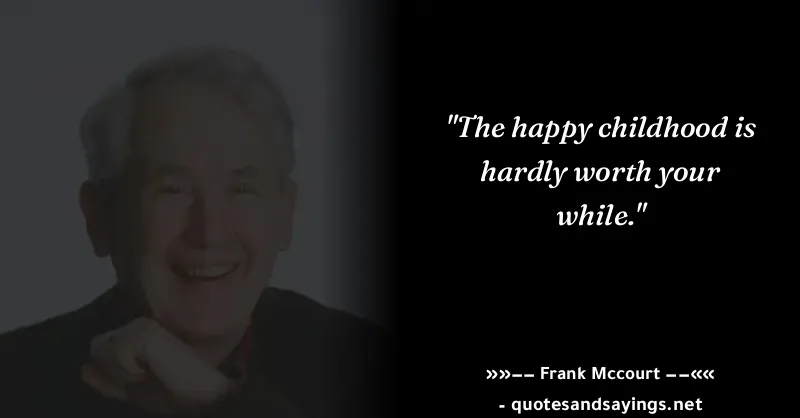 "The happy childhood is
hardly worth your
while."
»»−− Frank Mccourt −−««
- quotesandsayings.net